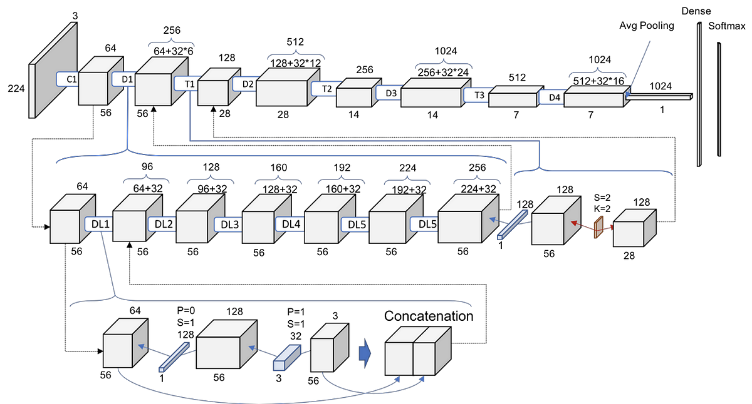 3
Dense
Softmax
Avg Pooling
64
256
64+32*6
128
512
128+32*12
256
1024
256+32*24
512
1024
512+32*16
1024
224
C1
D1
T1
D2
T2
D3
T3
D4
56
56
28
28
14
14
7
7
1
64
96
64+32
128
96+32
160
128+32
192
160+32
224
192+32
256
224+32
128
128
S=2
K=2
128
DL1
DL2
DL3
DL4
DL5
DL5
56
56
56
56
56
56
56
1
56
28
64
P=0
S=1
128
128
P=1
S=1
32
3
Concatenation
56
1
56
3
56